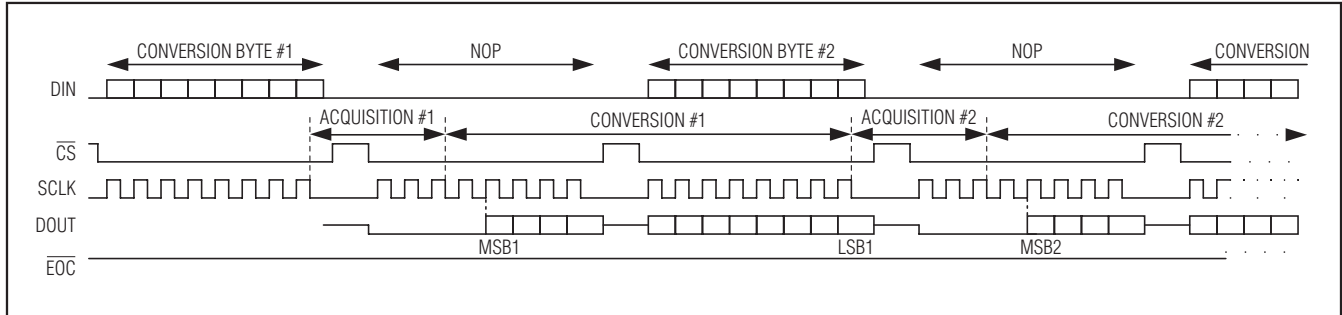 CONVERSION BYTE #1 NOP CONVERSION BYTE #2 NOP CONVERSION
DIN
ACQUISITION #1 CONVERSION #1 ACQUISITION #2 CONVERSION #2
CS
SCLK
DOUT
MSB1 LSB1 MSB2
EOC